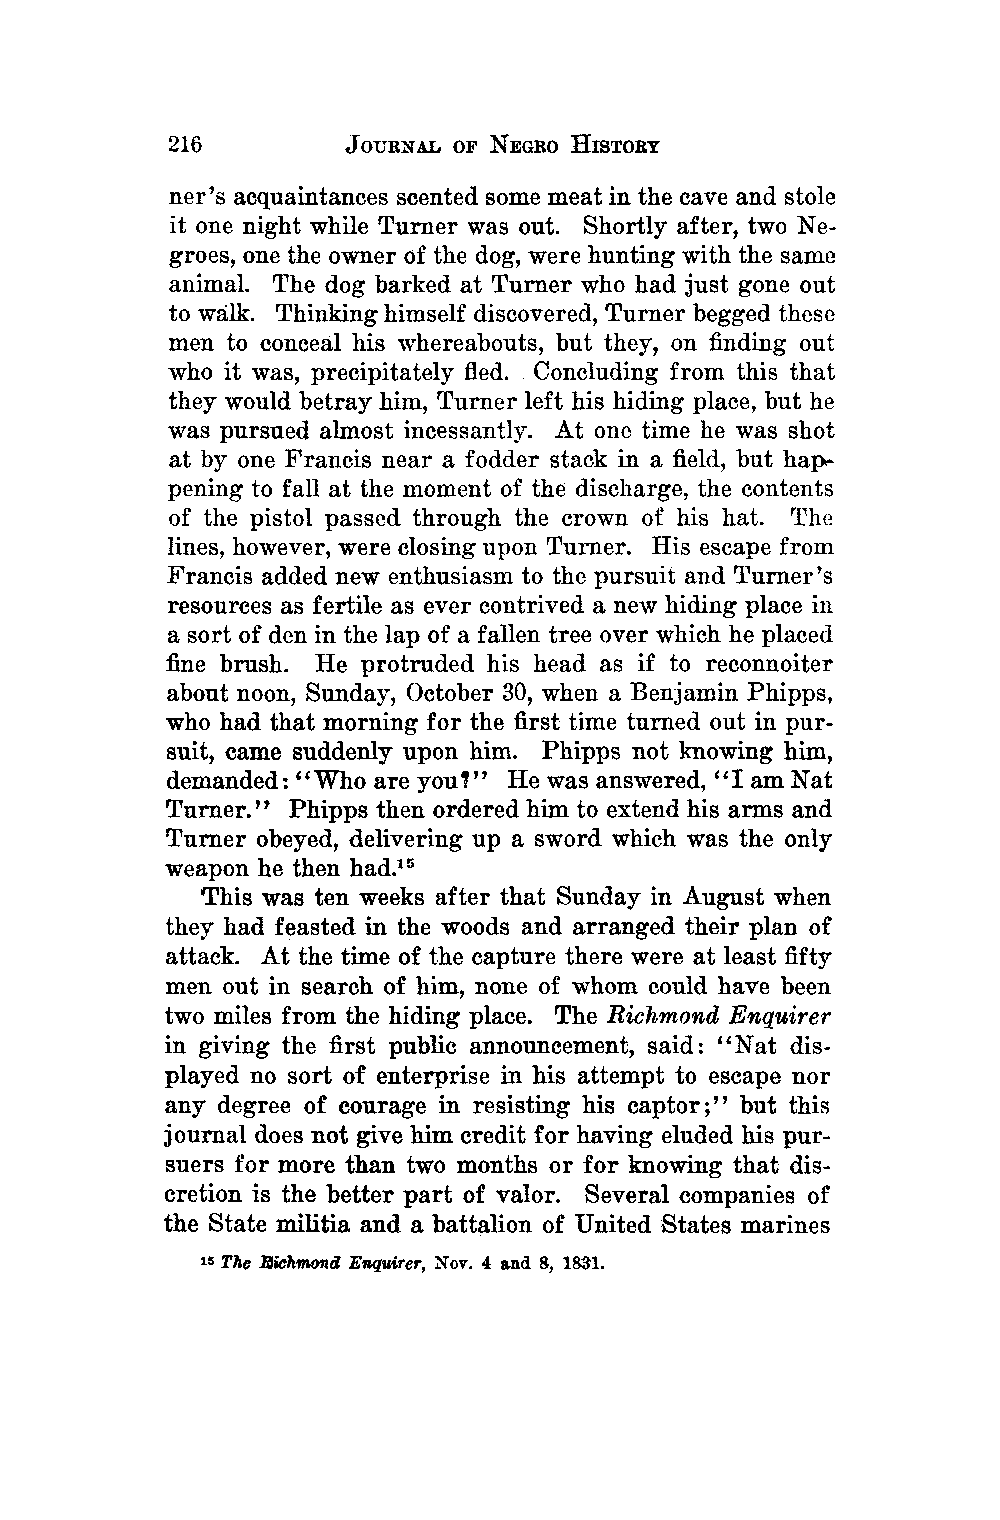 216 JOURNAL OF NEGRO HISTORY
ner's acquaintances scented some meat in the cave and stole
it one night while Turner was out. Shortly after, two Ne-
groes, one the owner of the dog, were hunting with the same
animal. The dog barked at Turner who had just gone out
to walk. Thinking himself discovered, Turner begged these
men to conceal his whereabouts, but they, on finding out
who it was, precipitately fled. Concluding from this that
they would betray him, Turner left his hiding place, but he
was pursued almost incessantly. At one time he was shot
at by one Francis near a fodder stack in a field, but hap-
pening to fall at the moment of the discharge, the contents
of the pistol passed through the crown of his hat. The
lines, however, were closing upon Turner. His escape from
Francis added new enthusiasm to the pursuit and Turner's
resources as fertile as ever contrived a new hiding place in
a sort of den in the lap of a fallen tree over which he placed
fine brush. He protruded his head as if to reconnoiter
about noon, Sunday, October 30, when a Benjamin Phipps,
who had that morning for the first time turned out in pur-
suit, came suddenly upon him. Phipps not knowing him,
demanded: "Who are you?" He was answered, "I am Nat
Turner." Phipps then ordered him to extend his arms and
Turner obeyed, delivering up a sword which was the only
weapon he then had.¹⁵
This was ten weeks after that Sunday in August when
they had feasted in the woods and arranged their plan of
attack. At the time of the capture there were at least fifty
men out in search of him, none of whom could have been
two miles from the hiding place. The Richmond Enquirer
in giving the first public announcement, said: "Nat dis-
played no sort of enterprise in his attempt to escape nor
any degree of courage in resisting his captor;" but this
journal does not give him credit for having eluded his pur-
suers for more than two months or for knowing that dis-
cretion is the better part of valor. Several companies of
the State militia and a battalion of United States marines
¹⁵ The Richmond Enquirer, Nov. 4 and 8, 1831.